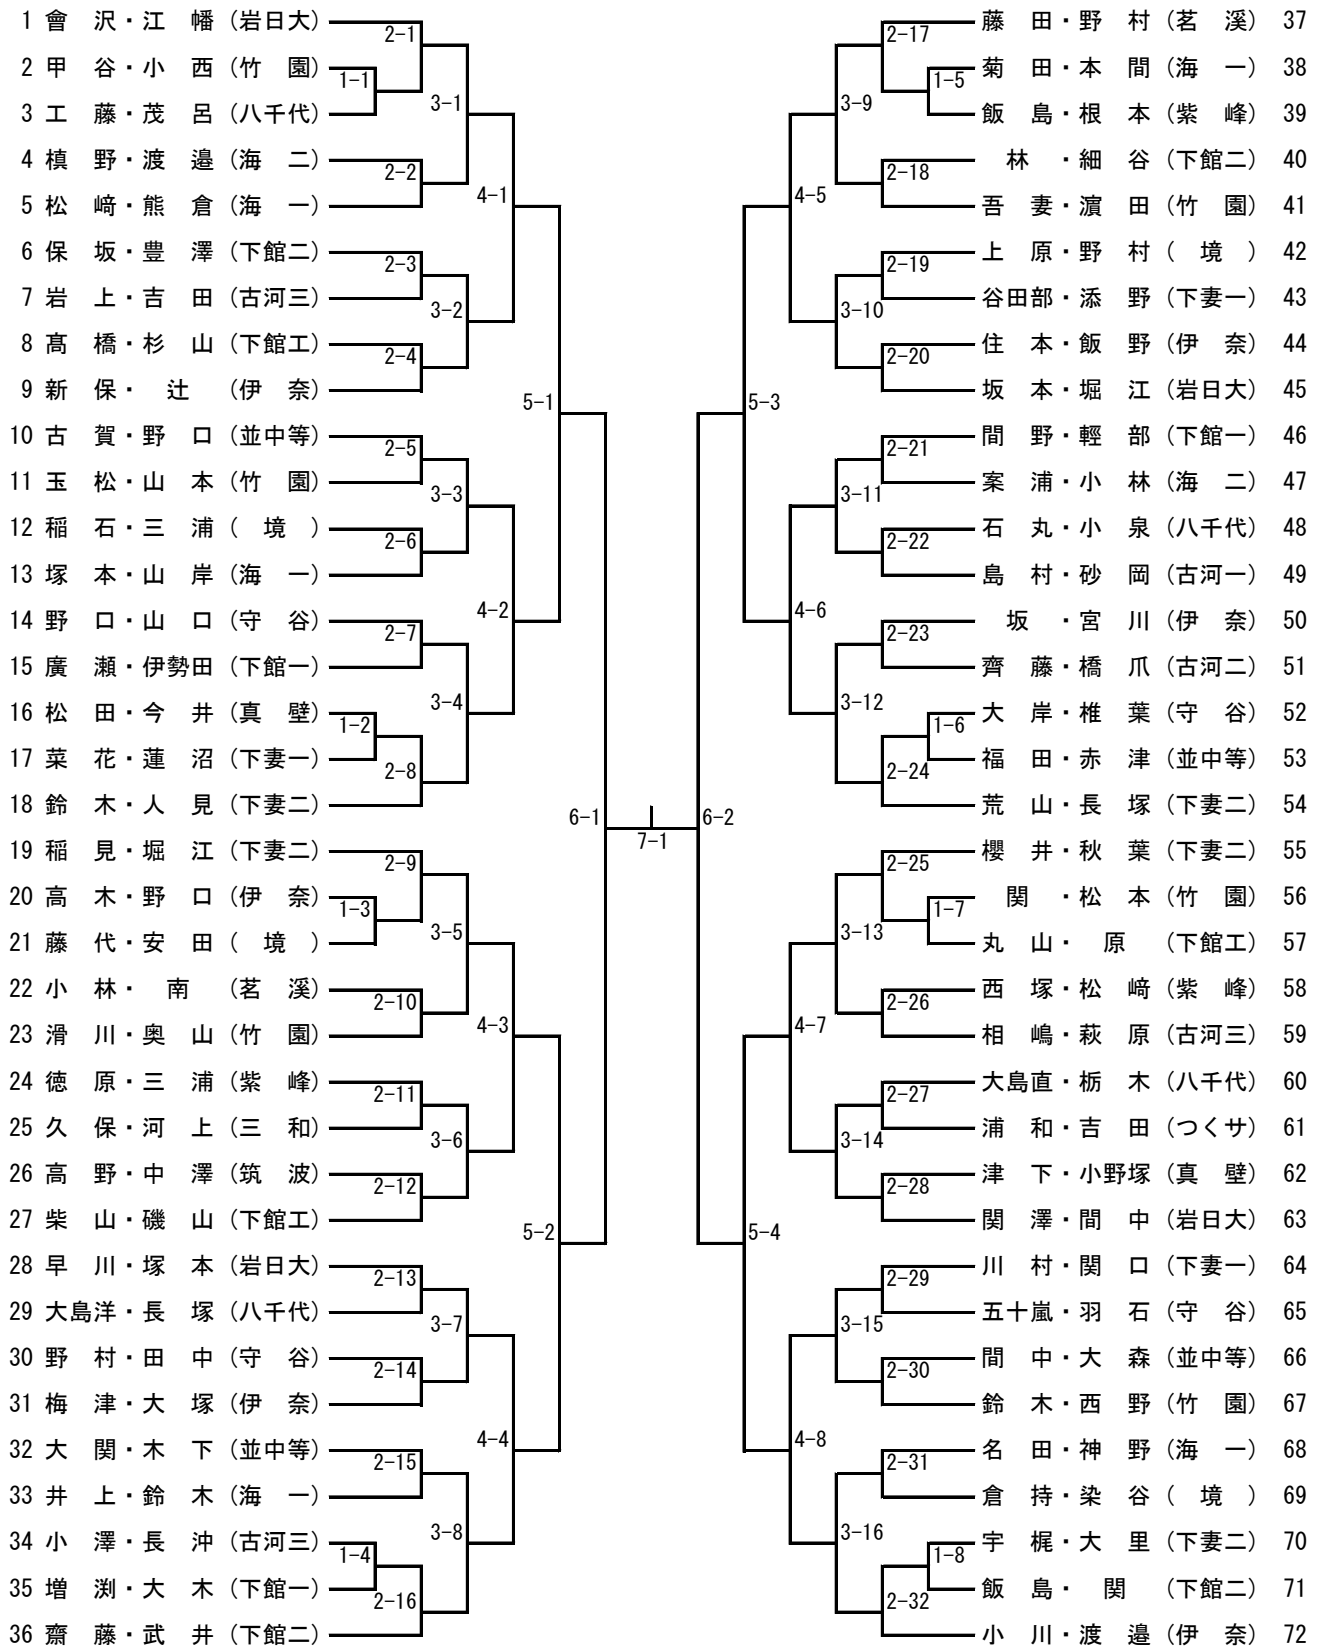 1 會　沢・江　幡（岩日大）
2 甲　谷・小　西（竹　園）
3 工　藤・茂　呂（八千代）
4 槙　野・渡　邉（海　二）
5 松　﨑・熊　倉（海　一）
6 保　坂・豊　澤（下館二）
7 岩　上・吉　田（古河三）
8 髙　橋・杉　山（下館工）
9 新　保・　辻　（伊　奈）
10 古　賀・野　口（並中等）
11 玉　松・山　本（竹　園）
12 稲　石・三　浦（　境　）
13 塚　本・山　岸（海　一）
14 野　口・山　口（守　谷）
15 廣　瀬・伊勢田（下館一）
16 松　田・今　井（真　壁）
17 菜　花・蓮　沼（下妻一）
18 鈴　木・人　見（下妻二）
19 稲　見・堀　江（下妻二）
20 高　木・野　口（伊　奈）
21 藤　代・安　田（　境　）
22 小　林・　南　（茗　溪）
23 滑　川・奥　山（竹　園）
24 徳　原・三　浦（紫　峰）
25 久　保・河　上（三　和）
26 高　野・中　澤（筑　波）
27 柴　山・磯　山（下館工）
28 早　川・塚　本（岩日大）
29 大島洋・長　塚（八千代）
30 野　村・田　中（守　谷）
31 梅　津・大　塚（伊　奈）
32 大　関・木　下（並中等）
33 井　上・鈴　木（海　一）
34 小　澤・長　沖（古河三）
35 増　渕・大　木（下館一）
36 齋　藤・武　井（下館二）
1-1
1-2
1-3
1-4
2-1
2-2
2-3
2-4
2-5
2-6
2-7
2-8
2-9
2-10
2-11
2-12
2-13
2-14
2-15
2-16
3-1
3-2
3-3
3-4
3-5
3-6
3-7
3-8
4-1
4-2
4-3
4-4
5-1
5-2
6-1
7-1
6-2
5-3
5-4
4-5
4-6
4-7
4-8
3-9
3-10
3-11
3-12
3-13
3-14
3-15
3-16
2-17
2-18
2-19
2-20
2-21
2-22
2-23
2-24
2-25
2-26
2-27
2-28
2-29
2-30
2-31
2-32
1-5
1-6
1-7
1-8
藤　田・野　村（茗　溪） 37
菊　田・本　間（海　一） 38
飯　島・根　本（紫　峰） 39
　林　・細　谷（下館二） 40
吾　妻・濵　田（竹　園） 41
上　原・野　村（　境　） 42
谷田部・添　野（下妻一） 43
住　本・飯　野（伊　奈） 44
坂　本・堀　江（岩日大） 45
間　野・輕　部（下館一） 46
案　浦・小　林（海　二） 47
石　丸・小　泉（八千代） 48
島　村・砂　岡（古河一） 49
　坂　・宮　川（伊　奈） 50
齊　藤・橋　爪（古河二） 51
大　岸・椎　葉（守　谷） 52
福　田・赤　津（並中等） 53
荒　山・長　塚（下妻二） 54
櫻　井・秋　葉（下妻二） 55
　関　・松　本（竹　園） 56
丸　山・　原　（下館工） 57
西　塚・松　﨑（紫　峰） 58
相　嶋・萩　原（古河三） 59
大島直・栃　木（八千代） 60
浦　和・吉　田（つくサ） 61
津　下・小野塚（真　壁） 62
関　澤・間　中（岩日大） 63
川　村・関　口（下妻一） 64
五十嵐・羽　石（守　谷） 65
間　中・大　森（並中等） 66
鈴　木・西　野（竹　園） 67
名　田・神　野（海　一） 68
倉　持・染　谷（　境　） 69
宇　梶・大　里（下妻二） 70
飯　島・　関　（下館二） 71
小　川・渡　邉（伊　奈） 72